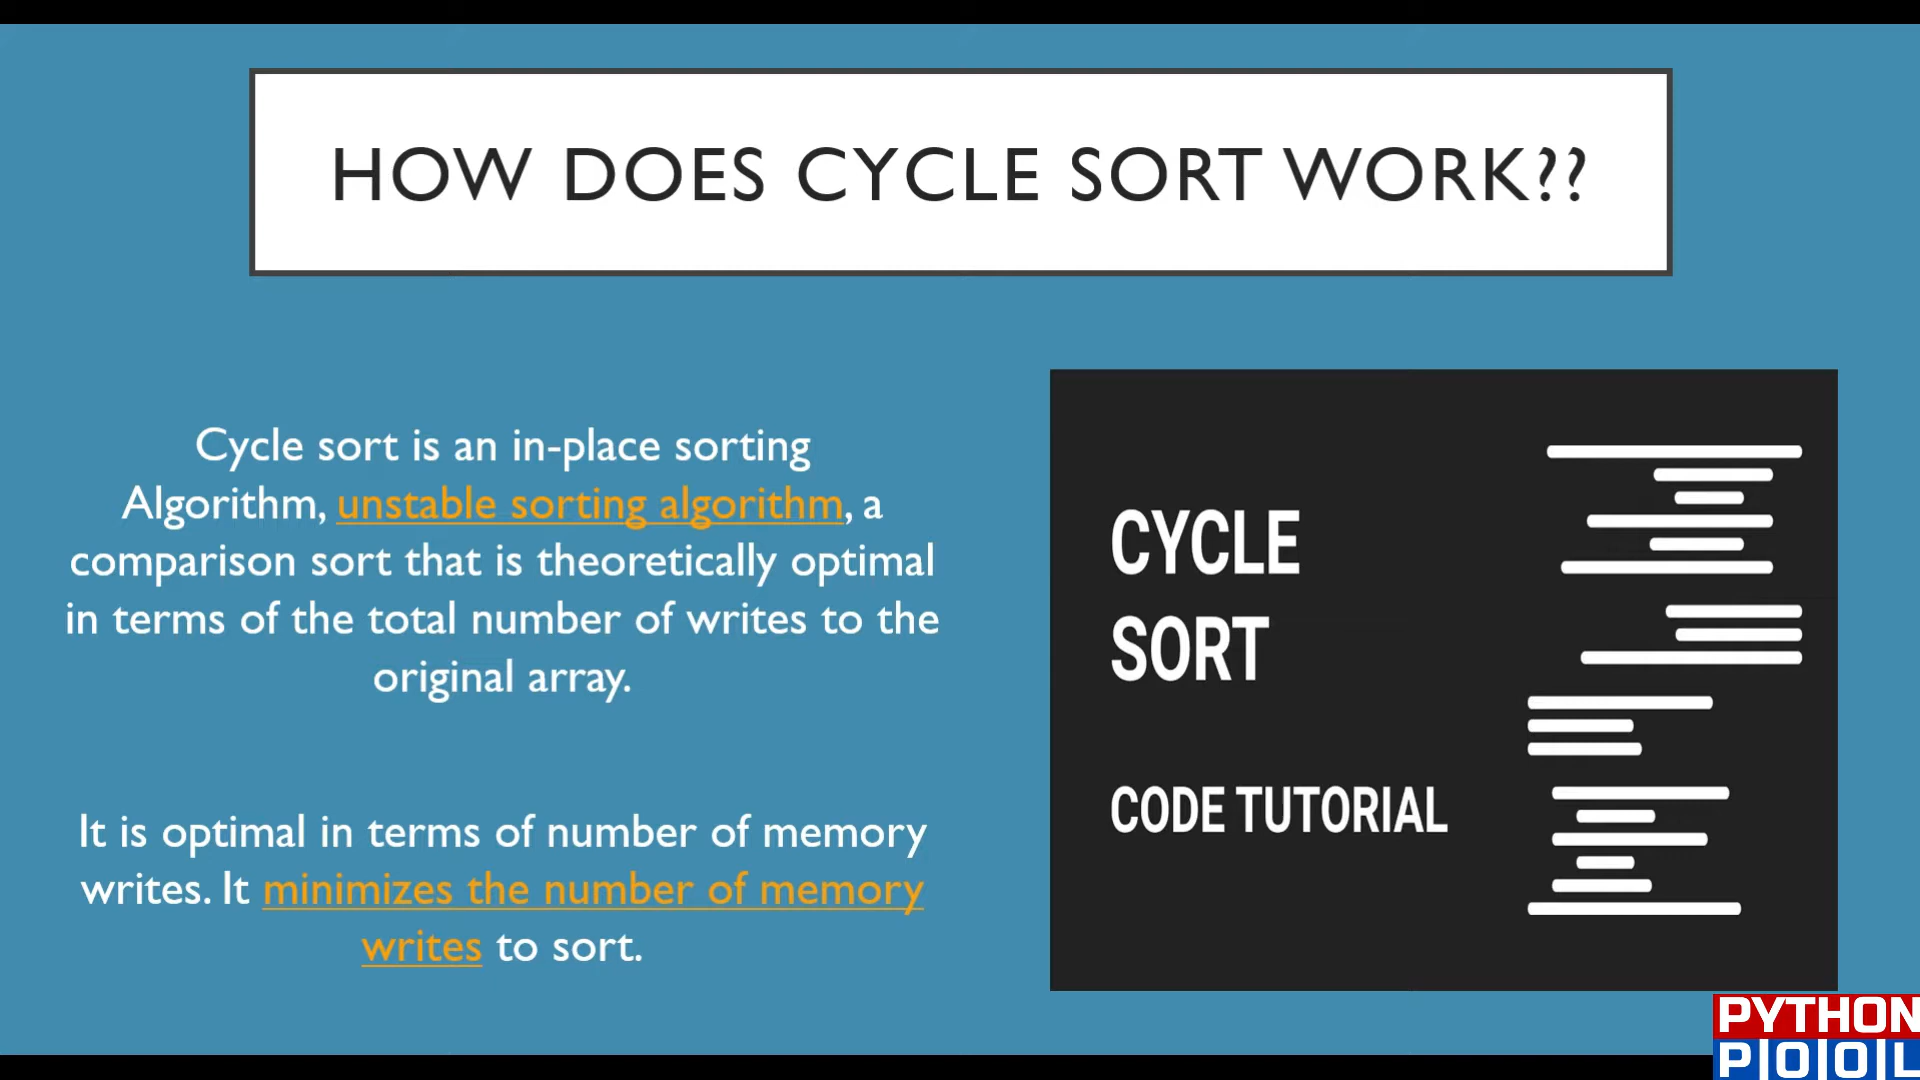 HOW DOES CYCLE SORT WORK??
Cycle sort is an in-place sorting
Algorithm, unstable sorting algorithm, a
comparison sort that is theoretically optimal
in terms of the total number of writes to the
original array.
It is optimal in terms of number of memory
writes. It minimizes the number of memory
writes to sort.
CYCLE
SORT
CODE TUTORIAL
PYTHON
POOL